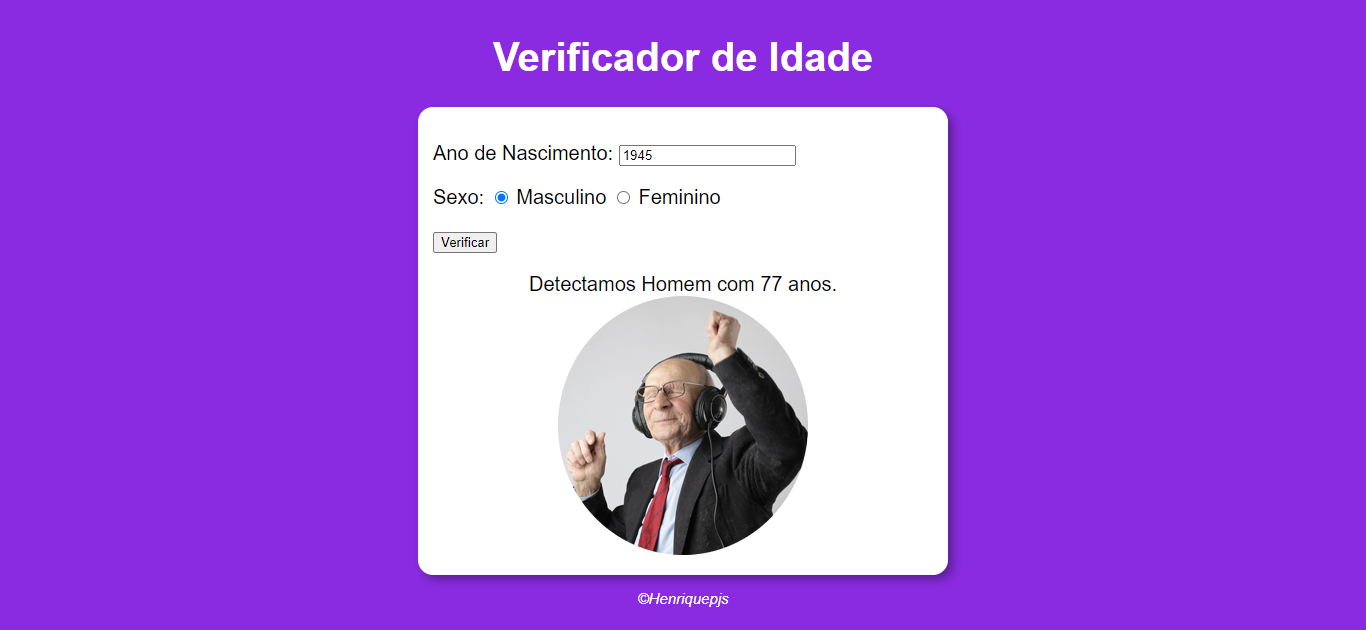 Verificador de Idade
Ano de Nascimento: 1945
Sexo: Masculino Feminino
Verificar
Detectamos Homem com 77 anos.
©Henriquepjs